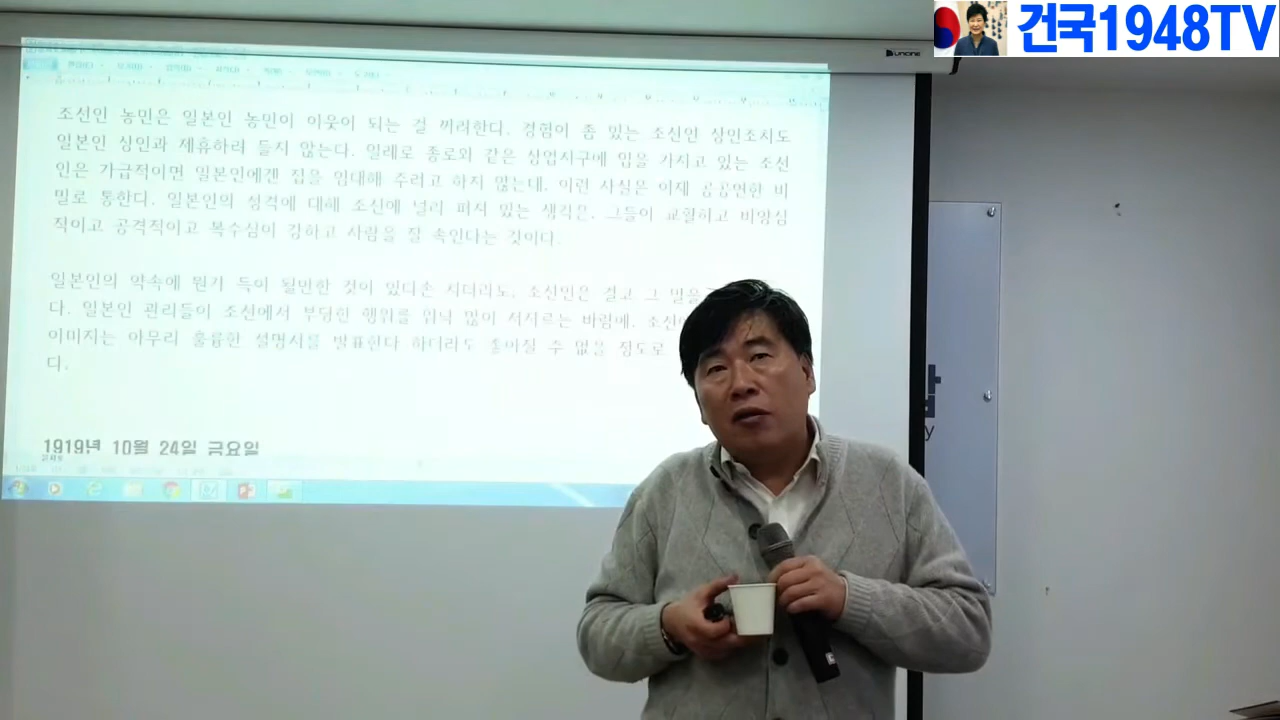 건국1948TV
UNICINE
조선인 농민은 일본인 농민이 이웃이 되는 걸 꺼려한다. 경험이 좀 있는 조선인 상인조차도
일본인 상인과 제휴하려 들지 않는다. 일례로 종로와 같은 상업지구에 집을 가지고 있는 조선
인은 가급적이면 일본인에겐 집을 임대해 주려고 하지 않는데, 이런 사실은 이제 공공연한 비
밀로 통한다. 일본인의 성격에 대해 조선에 널리 퍼져 있는 생각은, 그들이 교활하고 비양심
적이고 공격적이고 복수심이 강하고 사람을 잘 속인다는 것이다.
일본인의 약속에 뭔가 득이 될만한 것이 있다손 치더라도, 조선인은 결코 그 말을
다. 일본인 관리들이 조선에서 부당한 행위를 워낙 많이 저지르는 바람에, 조선에
이미지는 아무리 훌륭한 설명서를 발표한다 하더라도 좋아질 수 없을 정도로
다.
1919년 10월 24일 금요일
y